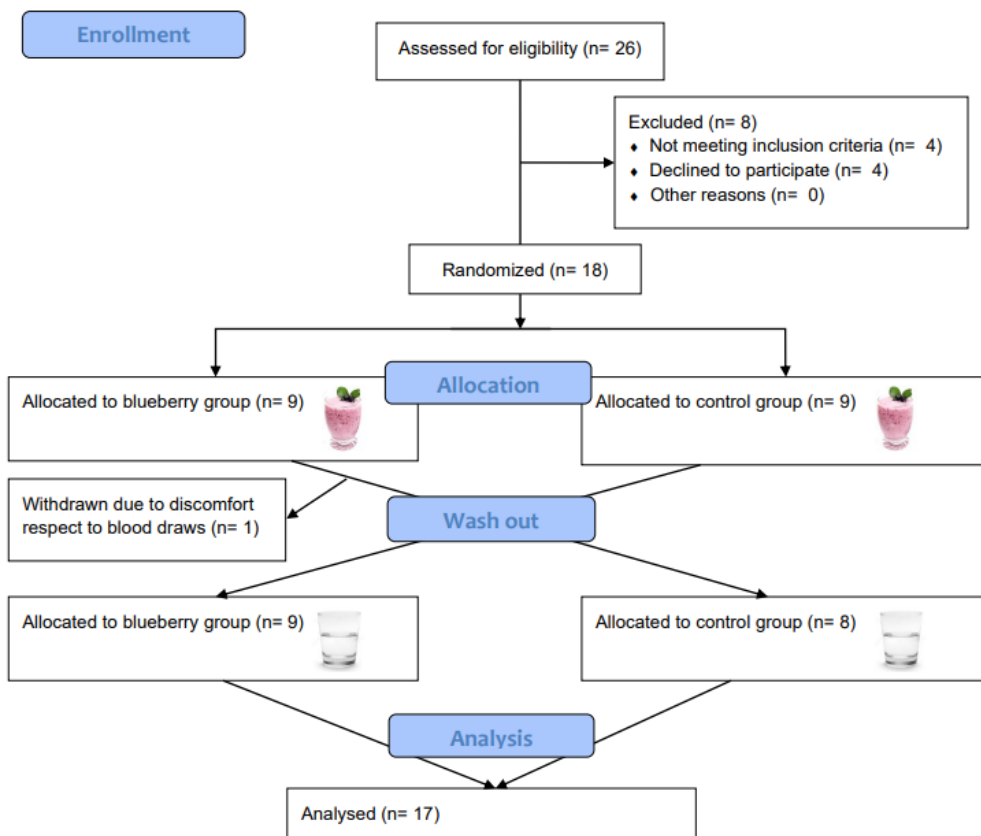 Enrollment
Assessed for eligibility (n= 26)
Excluded (n= 8)
♦ Not meeting inclusion criteria (n= 4)
♦ Declined to participate (n= 4)
♦ Other reasons (n= 0)
Randomized (n= 18)
Allocation
Allocated to blueberry group (n= 9)
Allocated to control group (n= 9)
Withdrawn due to discomfort
respect to blood draws (n= 1)
Wash out
Allocated to blueberry group (n= 9)
Allocated to control group (n= 8)
Analysis
Analysed (n= 17)